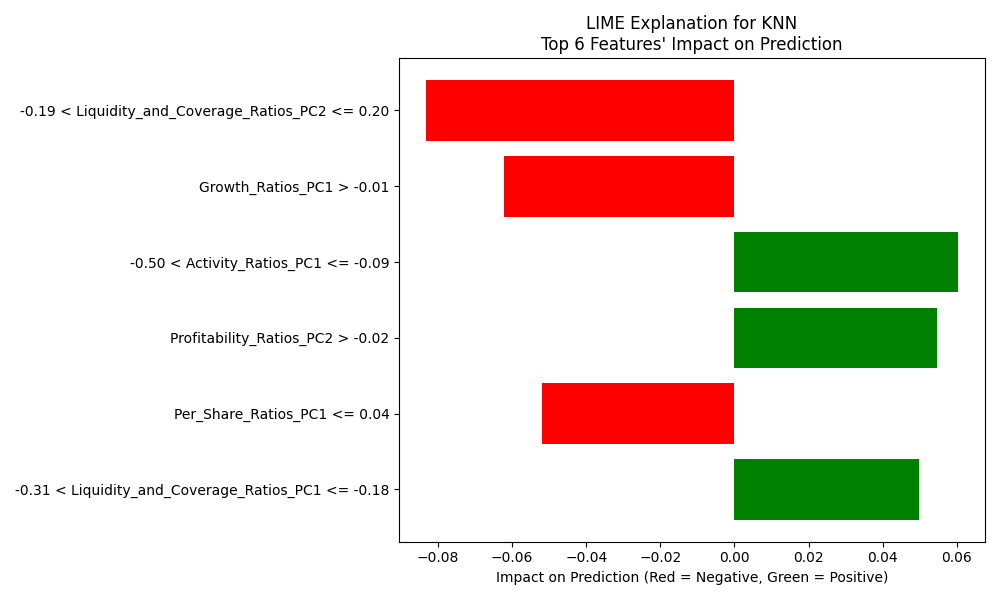 LIME Explanation for KNN
Top 6 Features' Impact on Prediction
-0.19 < Liquidity_and_Coverage_Ratios_PC2 <= 0.20
Growth_Ratios_PC1 > -0.01
-0.50 < Activity_Ratios_PC1 <= -0.09
Profitability_Ratios_PC2 > -0.02
Per_Share_Ratios_PC1 <= 0.04
-0.31 < Liquidity_and_Coverage_Ratios_PC1 <= -0.18
−0.08 −0.06 −0.04 −0.02 0.00 0.02 0.04 0.06
Impact on Prediction (Red = Negative, Green = Positive)